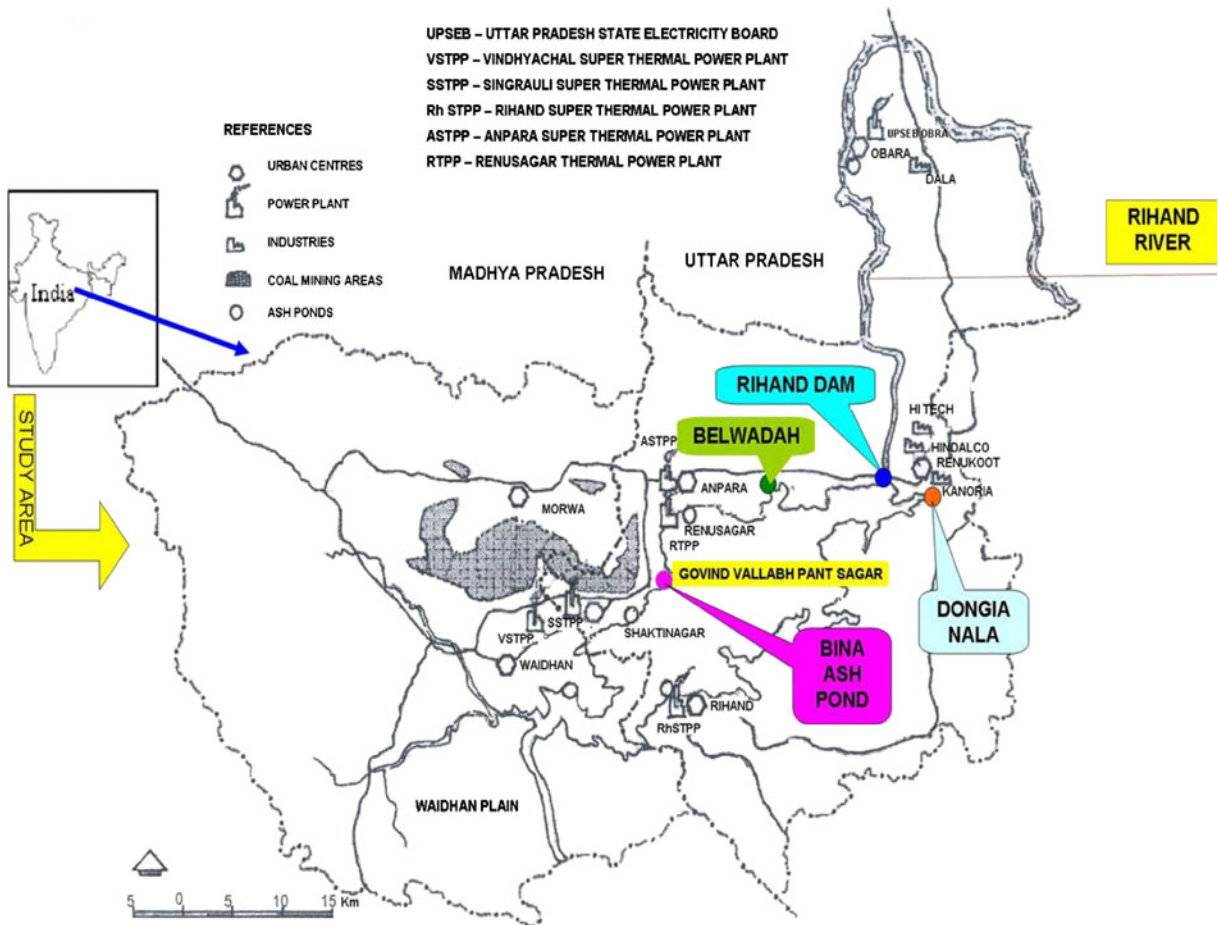 UPSEB – UTTAR PRADESH STATE ELECTRICITY BOARD
VSTPP – VINDHYACHAL SUPER THERMAL POWER PLANT
SSTPP – SINGRAULI SUPER THERMAL POWER PLANT
Rh STPP – RIHAND SUPER THERMAL POWER PLANT
ASTPP – ANPARA SUPER THERMAL POWER PLANT
RTPP – RENUSAGAR THERMAL POWER PLANT
REFERENCES
URBAN CENTRES
POWER PLANT
INDUSTRIES
COAL MINING AREAS
ASH PONDS
India
STUDY AREA
MADHYA PRADESH
UTTAR PRADESH
UPSEB OBRA
OBARA
DALA
RIHAND
RIVER
RIHAND DAM
BELWADAH
HI TECH
HINDALCO
RENUKOOT
KANORIA
ASTPP
ANPARA
MORWA
RENUSAGAR
RTPP
GOVIND VALLABH PANT SAGAR
DONGIA
NALA
BINA
ASH
POND
SSTPP
VSTPP
SHAKTINAGAR
WAIDHAN
RIHAND
RhSTPP
WAIDHAN PLAIN
5 0 5 10 15 Km